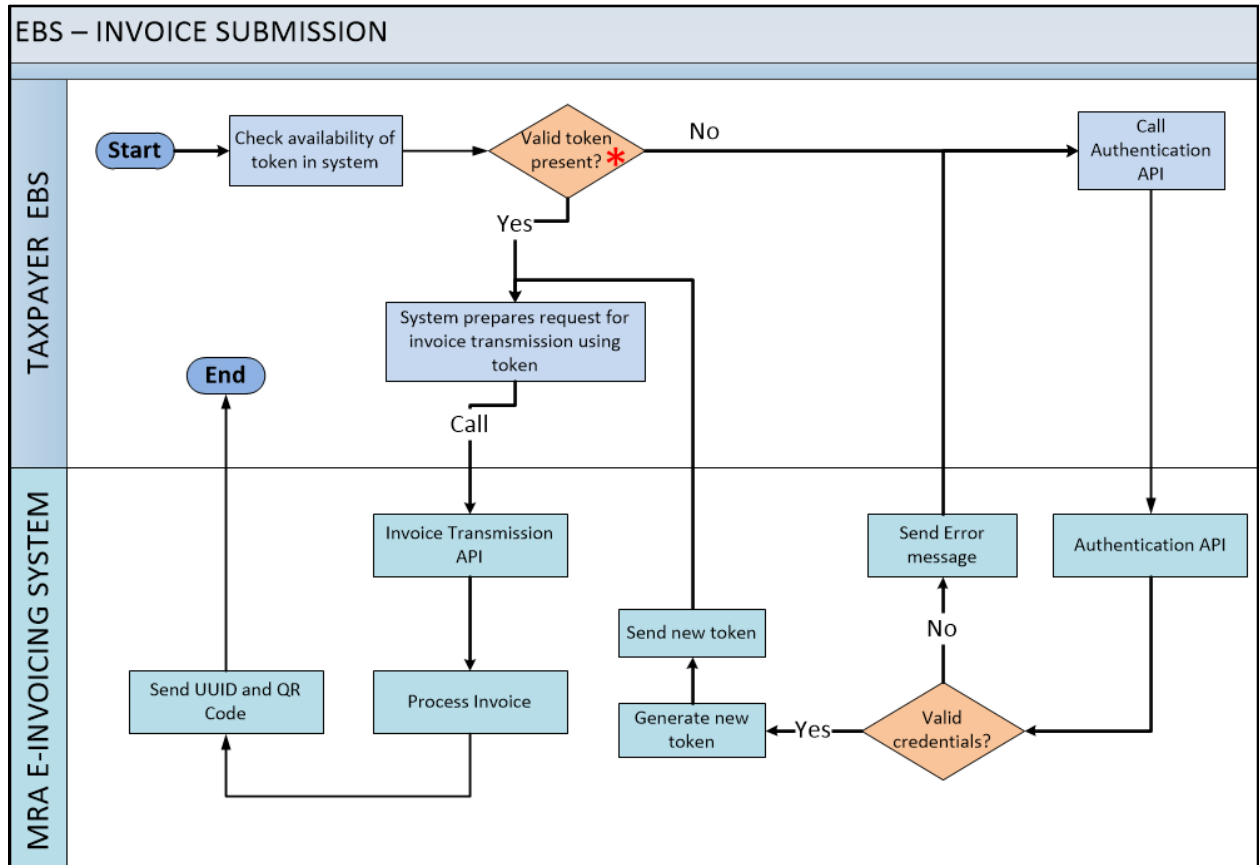 EBS – INVOICE SUBMISSION
TAXPAYER EBS
Start
Check availability of
token in system
Valid token
present? *
No
Call
Authentication
API
Yes
System prepares request for
invoice transmission using
token
End
Call
MRA E-INVOICING SYSTEM
Invoice Transmission
API
Send Error
message
Authentication API
Send new token
No
Send UUID and QR
Code
Process Invoice
Generate new
token
Yes
Valid
credentials?